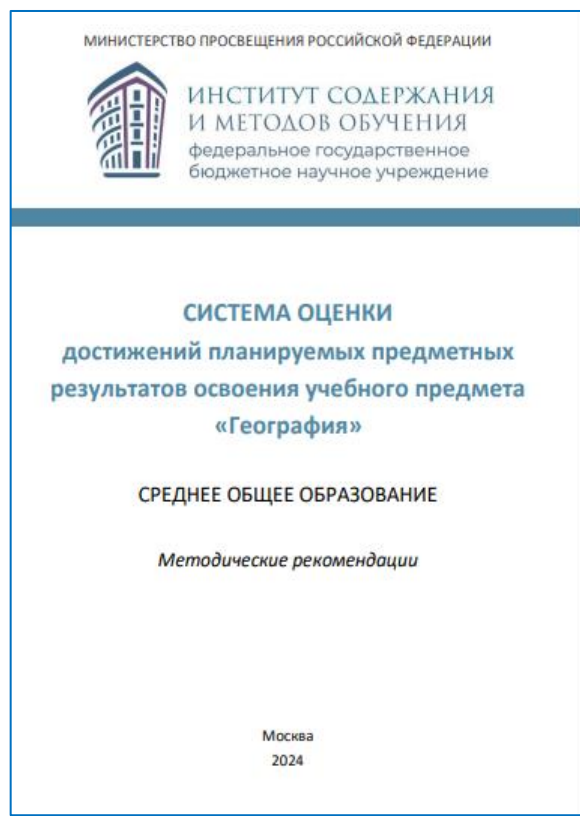 МИНИСТЕРСТВО ПРОСВЕЩЕНИЯ РОССИЙСКОЙ ФЕДЕРАЦИИ
ИНСТИТУТ СОДЕРЖАНИЯ
И МЕТОДОВ ОБУЧЕНИЯ
федеральное государственное
бюджетное научное учреждение
СИСТЕМА ОЦЕНКИ
достижений планируемых предметных
результатов освоения учебного предмета
«География»
СРЕДНЕЕ ОБЩЕЕ ОБРАЗОВАНИЕ
Методические рекомендации
Москва
2024